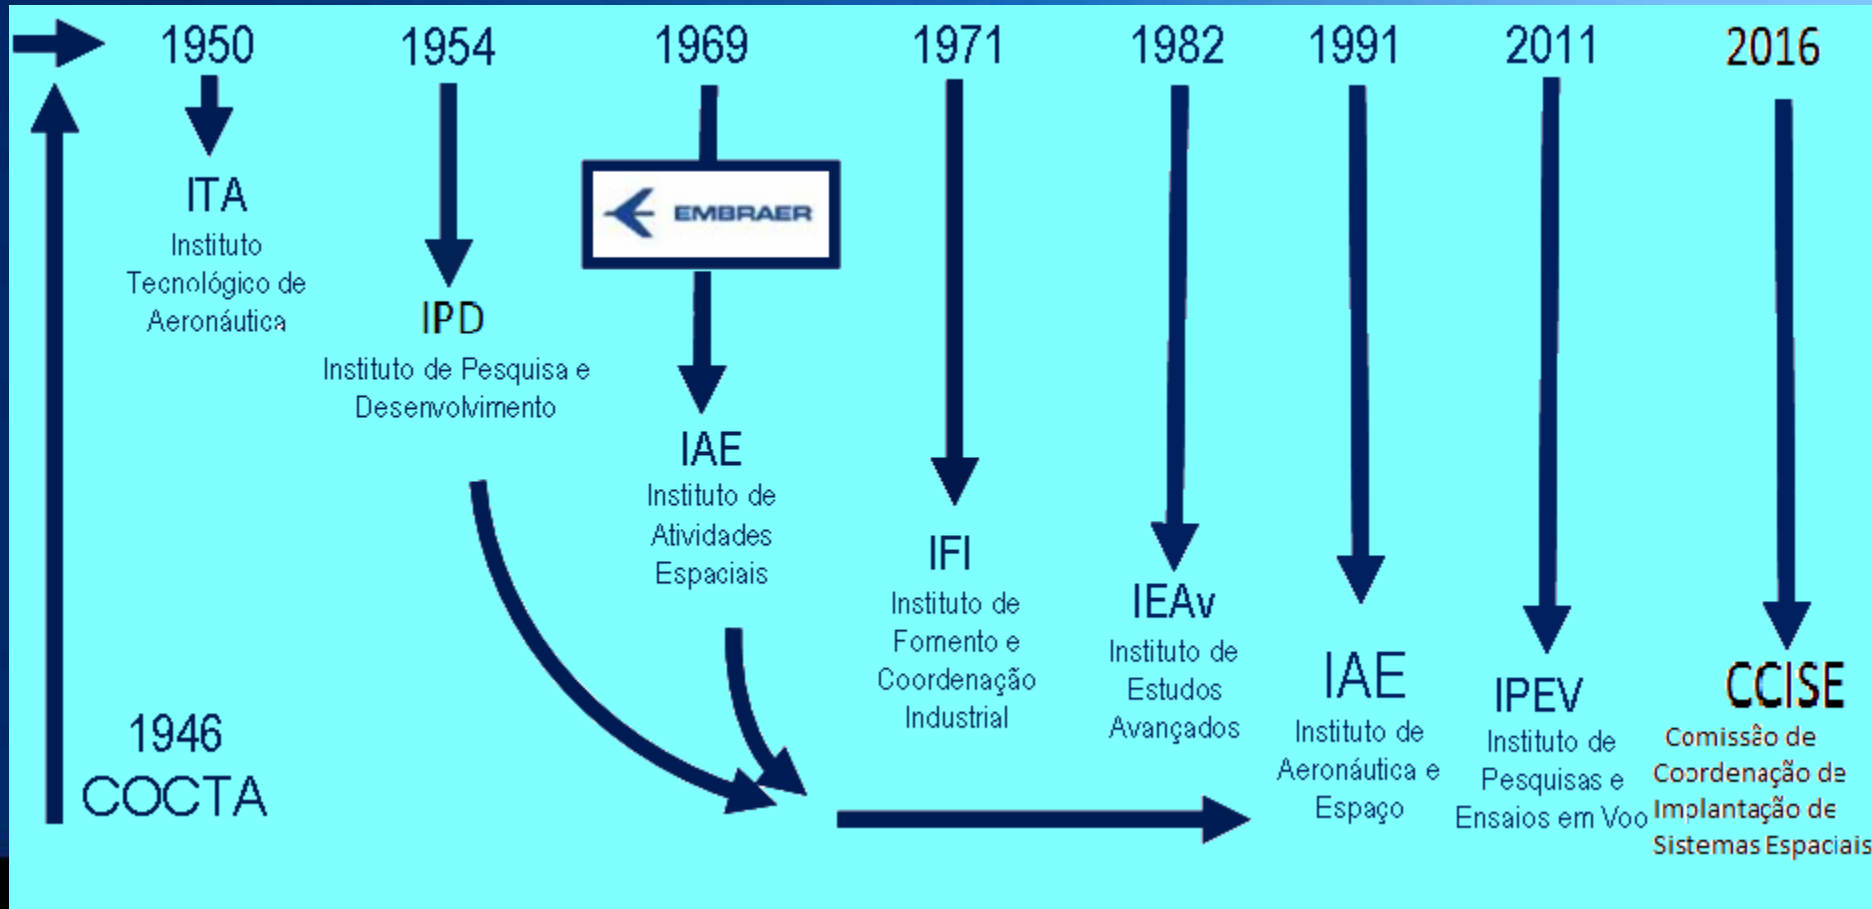 1950
1954
1969
1971
1982
1991
2011
2016
ITA
Instituto
Tecnológico de
Aeronáutica
IPD
Instituto de Pesquisa e
Desenvolvimento
EMBRAER
IAE
Instituto de
Atividades
Espaciais
IFI
Instituto de
Fomento e
Coordenação
Industrial
IEAv
Instituto de
Estudos
Avançados
IAE
Instituto de
Aeronáutica e
Espaço
IPEV
Instituto de
Pesquisas e
Ensaios em Voo
CCISE
Comissão de
Coordenação de
Implantação de
Sistemas Espaciais
1946
COCTA